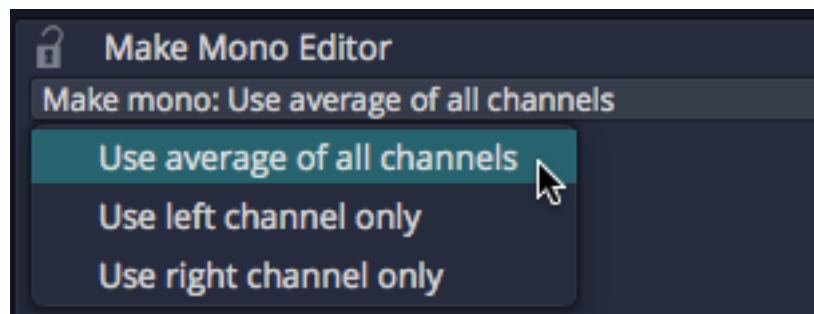 Make Mono Editor
Make mono: Use average of all channels
Use average of all channels
Use left channel only
Use right channel only